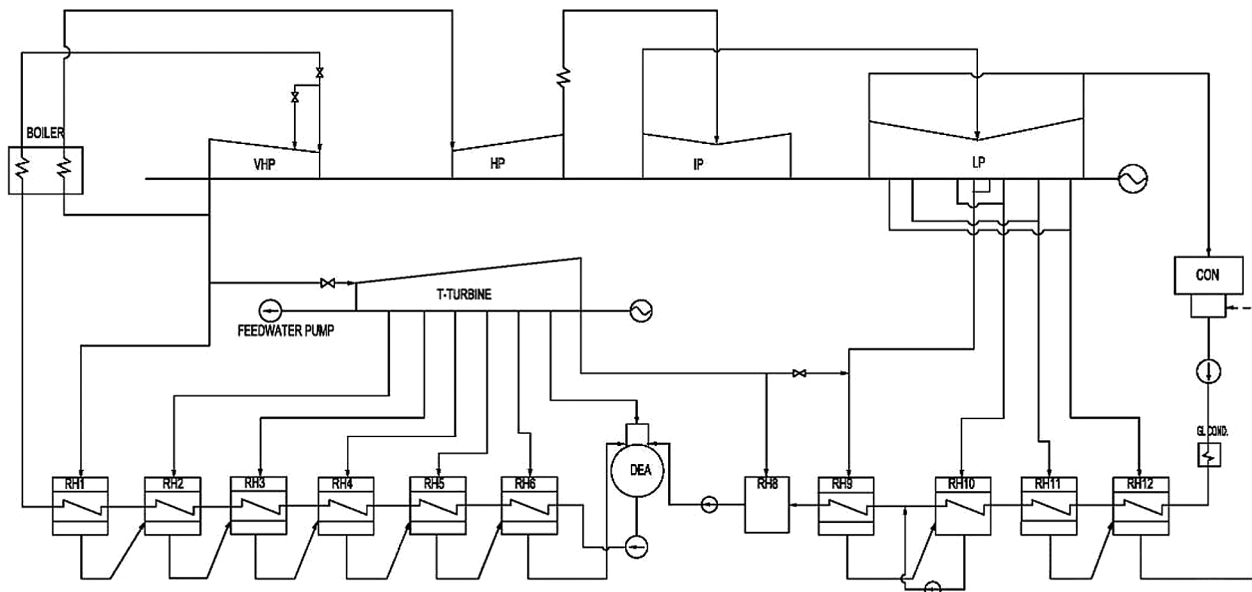 BOILER
VHP
HP
IP
LP
T-TURBINE
FEEDWATER PUMP
CON
GL COND.
DEA
RH1
RH2
RH3
RH4
RH5
RH6
RH8
RH9
RH10
RH11
RH12